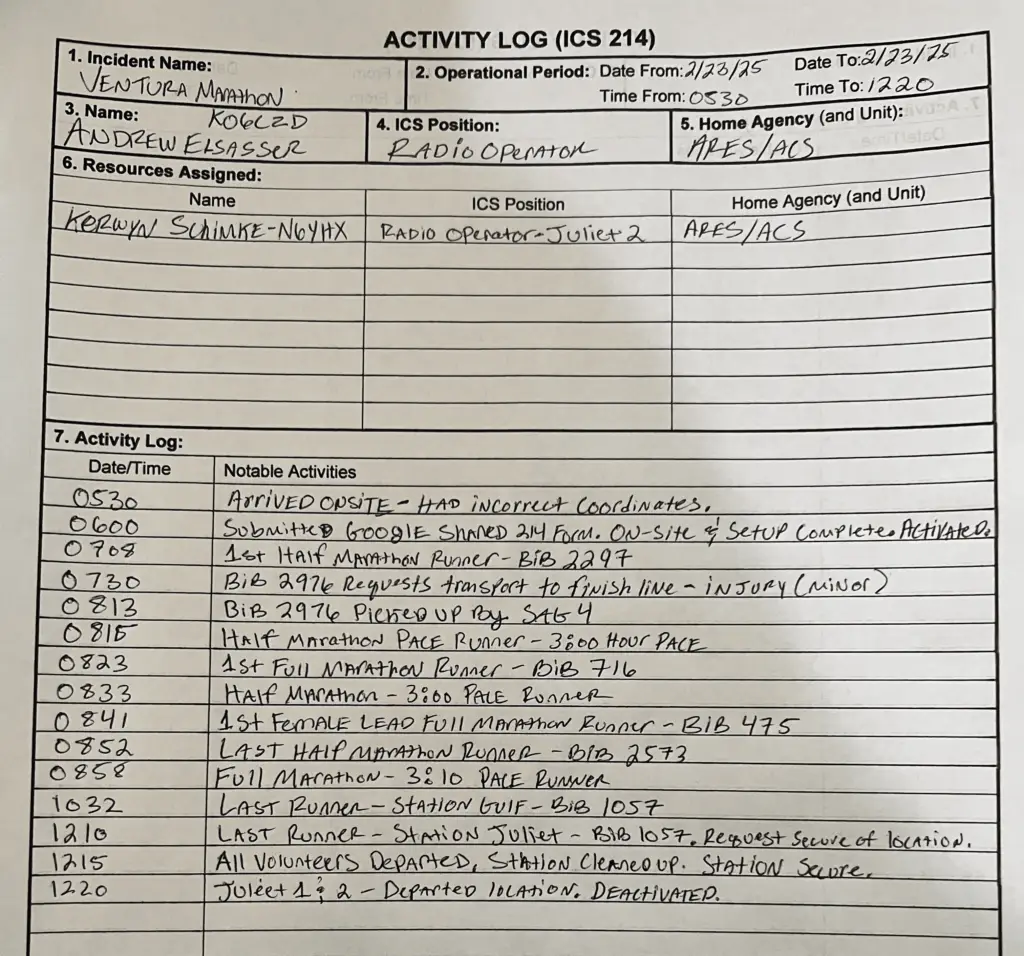 ACTIVITY LOG (ICS 214)
1. Incident Name: VENTURA MARATHON
2. Operational Period: Date From: 2/23/25 Date To: 2/23/25
Time From: 0530 Time To: 1220
3. Name: KO6CZD
ANDREW ELSASSER
4. ICS Position:
RADIO OPERATOR
5. Home Agency (and Unit):
ARES/ACS
6. Resources Assigned:
Name ICS Position Home Agency (and Unit)
KERWYN SCHIMKE-N6YHX RADIO OPERATOR-JULIET 2 ARES/ACS
7. Activity Log:
Date/Time Notable Activities
0530 ARRIVED ONSITE - HAD INCORRECT COORDINATES.
0600 SUBMITTED GOOGLE SHARED 214 FORM. ON-SITE & SETUP COMPLETE. ACTIVATED.
0708 1st HALF MARATHON RUNNER - BIB 2297
0730 BIB 2976 REQUESTS TRANSPORT TO FINISH LINE - INJURY (MINOR)
0813 BIB 2976 PICKED UP BY SAG 4
0815 HALF MARATHON PACE RUNNER - 3:00 HOUR PACE
0823 1st FULL MARATHON RUNNER - BIB 716
0833 HALF MARATHON - 3:00 PACE RUNNER
0841 1st FEMALE LEAD FULL MARATHON RUNNER - BIB 475
0852 LAST HALF MARATHON RUNNER - BIB 2573
0858 FULL MARATHON - 3:10 PACE RUNNER
1032 LAST RUNNER - STATION GULF - BIB 1057
1210 LAST RUNNER - STATION JULIET - BIB 1057. REQUEST SECURE OF LOCATION.
1215 ALL VOLUNTEERS DEPARTED, STATION CLEANED UP. STATION SECURE.
1220 JULIET 1 & 2 - DEPARTED LOCATION. DEACTIVATED.